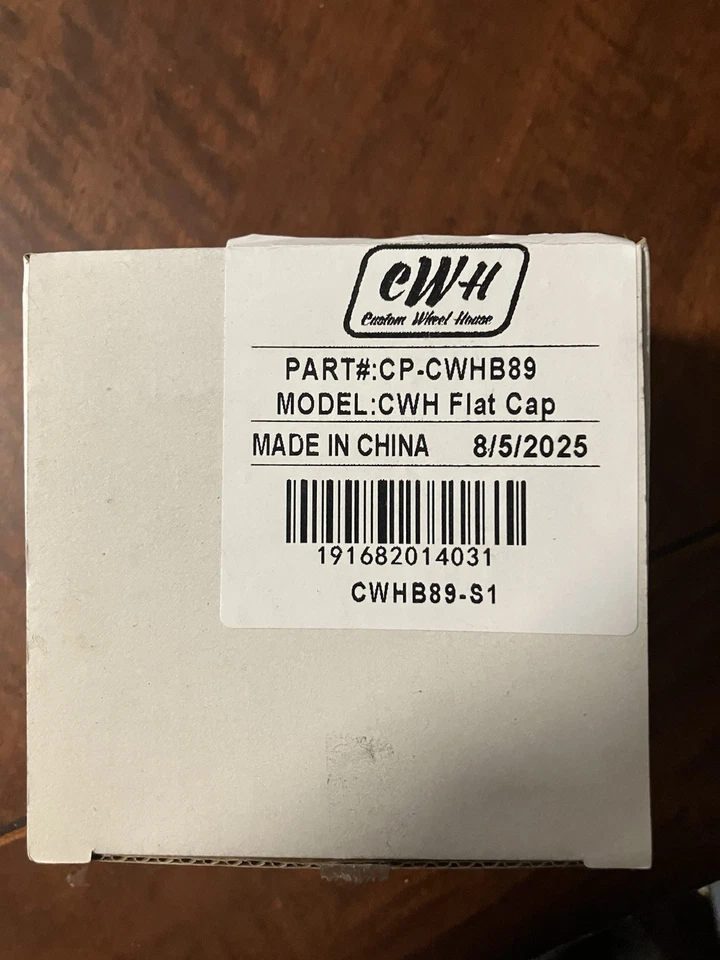 CWH
Custom Wheel House
PART#:CP-CWHB89
MODEL:CWH Flat Cap
MADE IN CHINA 8/5/2025
191682014031
CWHB89-S1